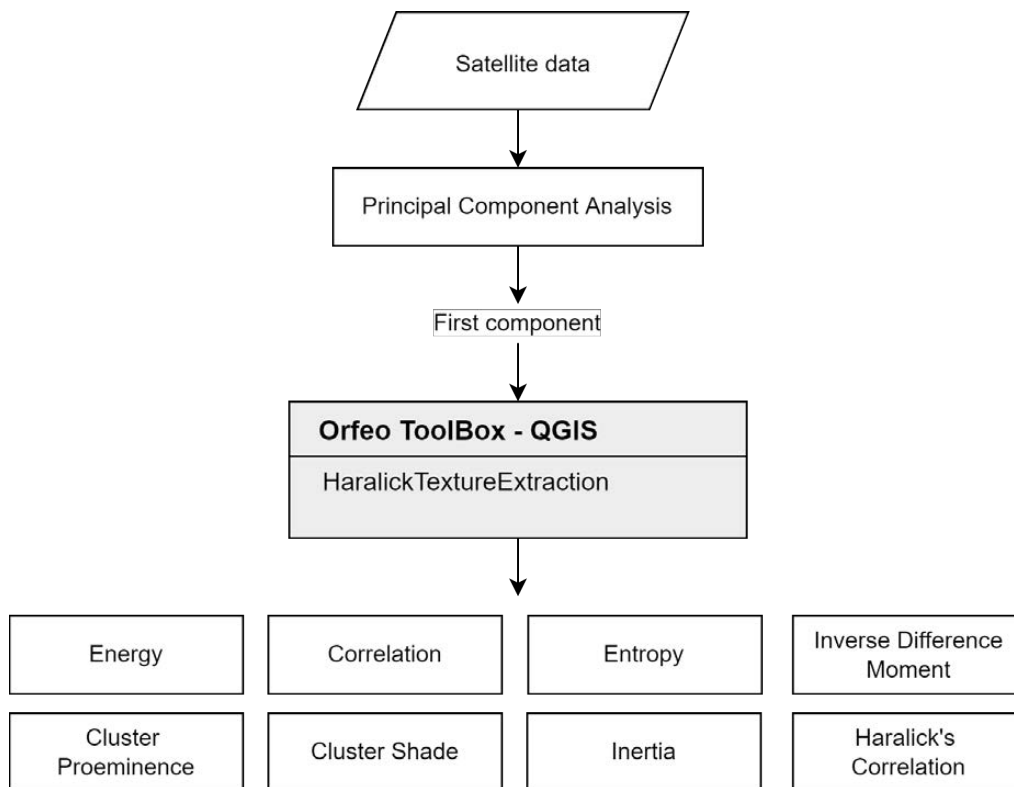 Satellite data
Principal Component Analysis
First component
Orfeo ToolBox - QGIS
HaralickTextureExtraction
Energy
Correlation
Entropy
Inverse Difference
Moment
Cluster
Proeminence
Cluster Shade
Inertia
Haralick's
Correlation